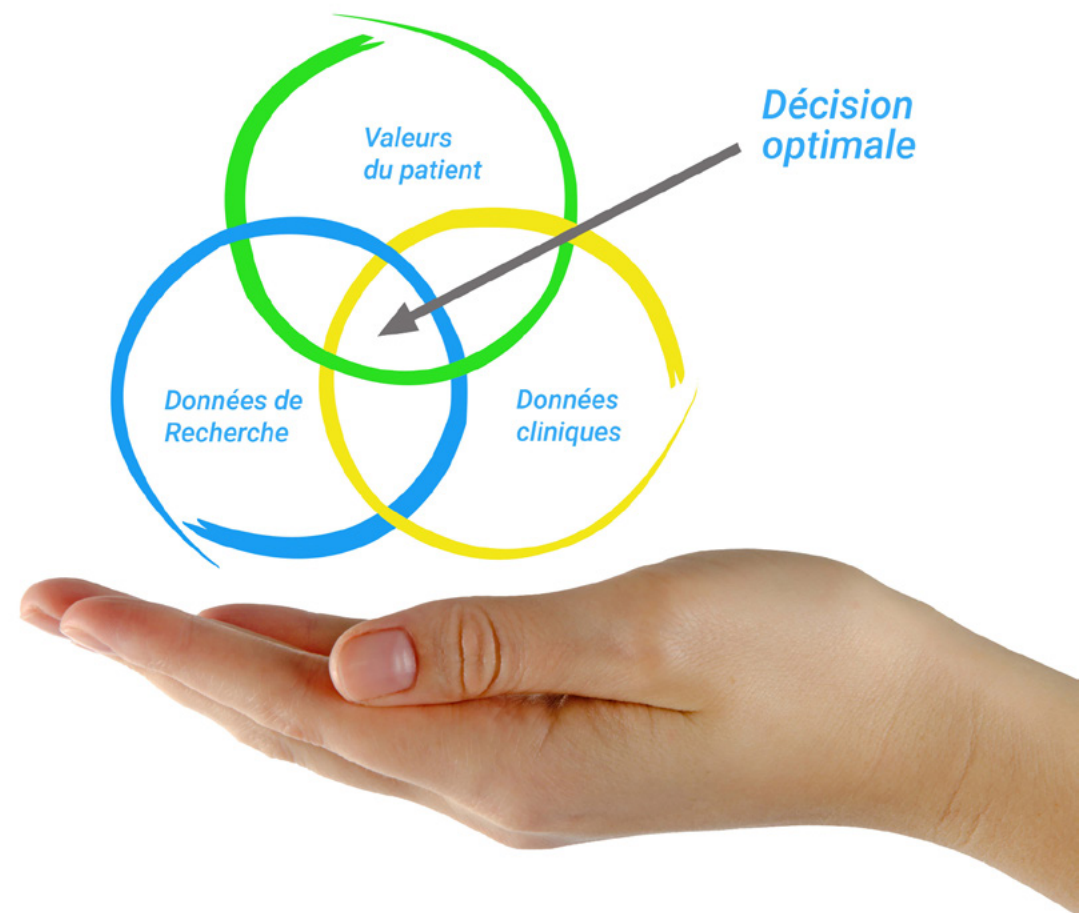 Valeurs
du patient
Décision
optimale
Données de
Recherche
Données
cliniques